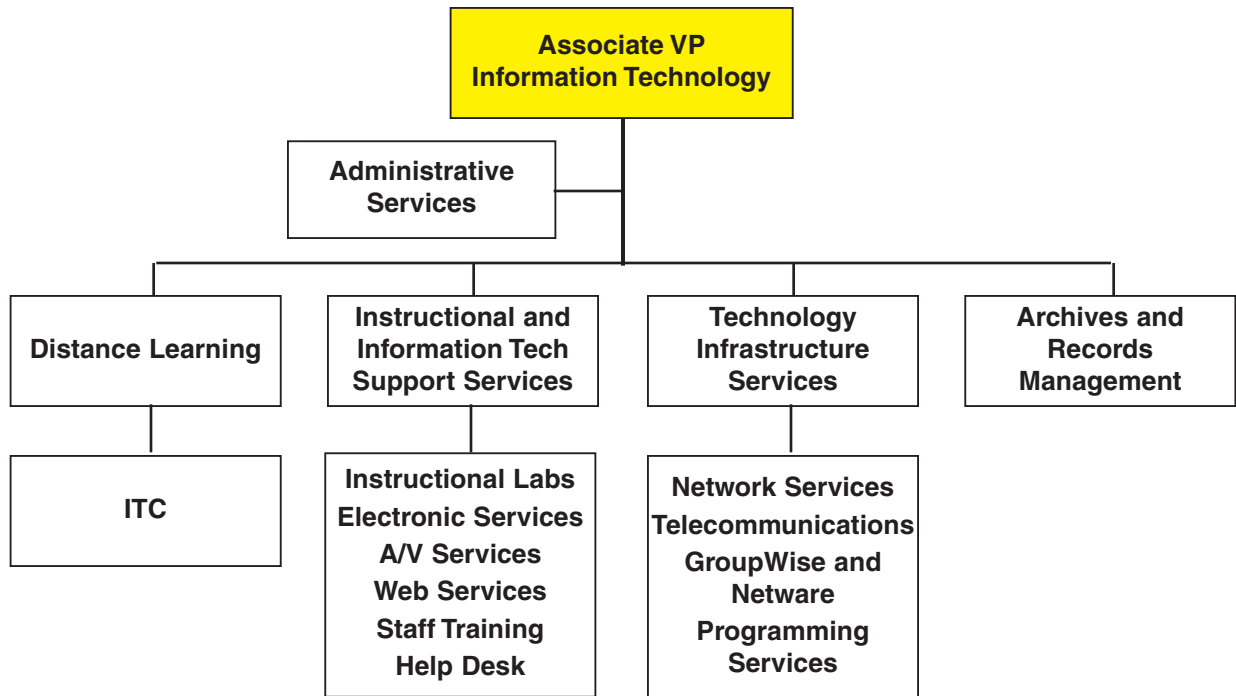 Associate VP
Information Technology
Administrative
Services
Distance Learning
Instructional and
Information Tech
Support Services
Technology
Infrastructure
Services
Archives and
Records
Management
ITC
Instructional Labs
Electronic Services
A/V Services
Web Services
Staff Training
Help Desk
Network Services
Telecommunications
GroupWise and
Netware
Programming
Services